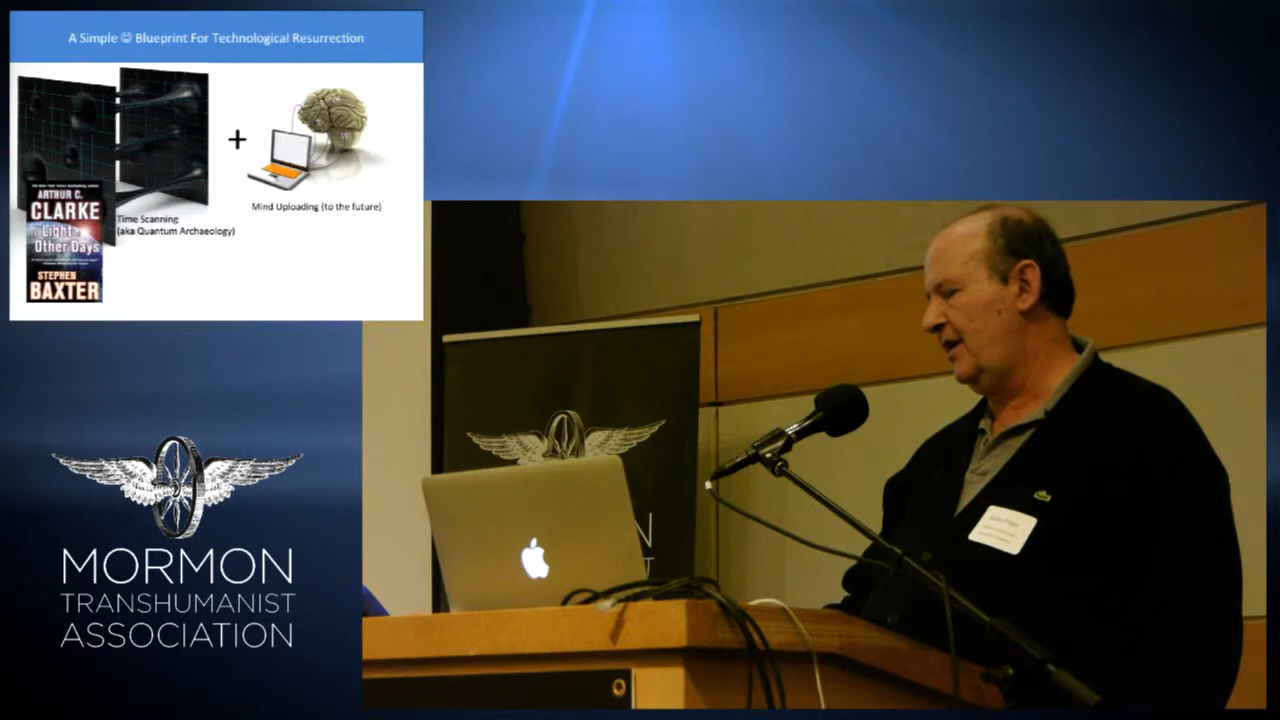 A Simple ☺ Blueprint For Technological Resurrection
+
ARTHUR C.
CLARKE
Light of
Other Days
STEPHEN
BAXTER
Time Scanning
(aka Quantum Archaeology)
Mind Uploading (to the future)
MORMON
TRANSHUMANIST
ASSOCIATION
N
T